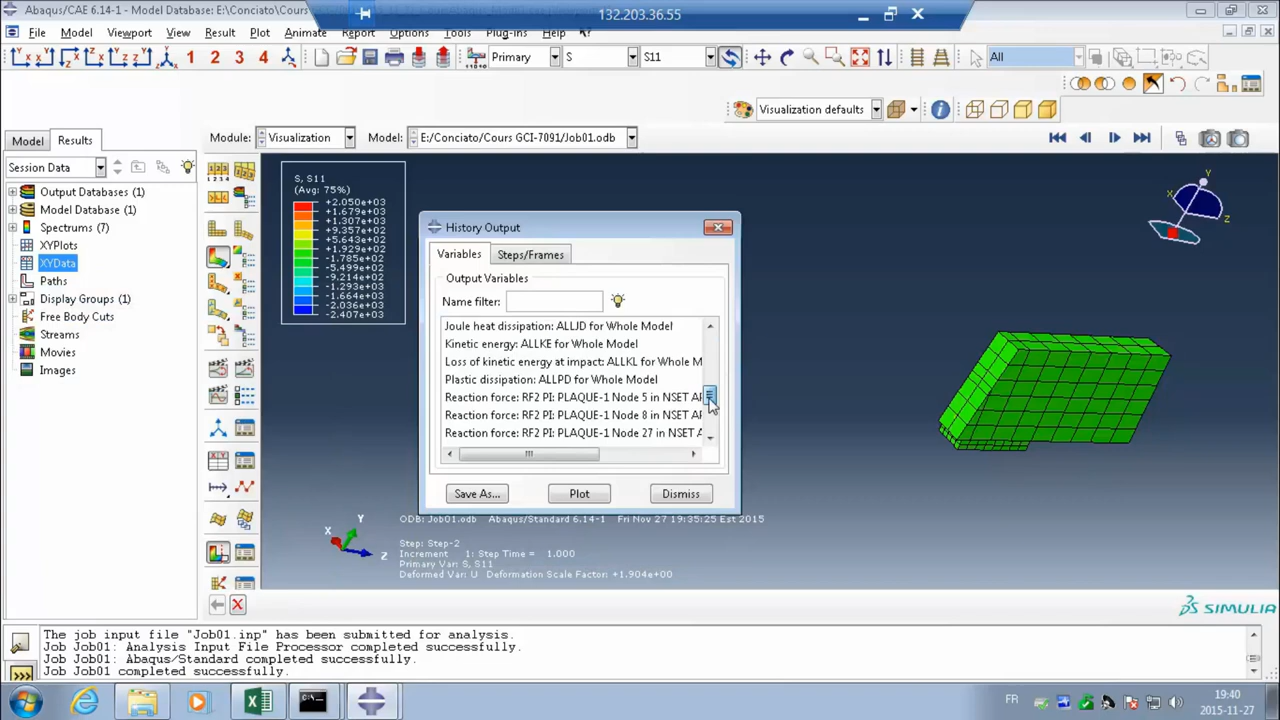 Abaqus/CAE 6.14-1 - Model Database: E:\Conciato\Cours
132.203.36.55
File Model Viewport View Result Plot Animate Report Options Tools Plug-ins Help
1 2 3 4
Primary S S11 All
Visualization defaults
Model Results
Module: Visualization Model: E:/Conciato/Cours GCI-7091/Job01.odb
Session Data
Output Databases (1)
Model Database (1)
Spectrums (7)
XYPlots
XYData
Paths
Display Groups (1)
Free Body Cuts
Streams
Movies
Images
S, S11
(Avg: 75%)
+2.050e+03
+1.679e+03
+1.307e+03
+9.357e+02
+5.643e+02
+1.929e+02
-1.785e+02
-5.499e+02
-9.214e+02
-1.293e+03
-1.664e+03
-2.036e+03
-2.407e+03
History Output
Variables Steps/Frames
Output Variables
Name filter:
Joule heat dissipation: ALLJD for Whole Model
Kinetic energy: ALLKE for Whole Model
Loss of kinetic energy at impact: ALLKL for Whole M
Plastic dissipation: ALLPD for Whole Model
Reaction force: RF2 PI: PLAQUE-1 Node 5 in NSET AP
Reaction force: RF2 PI: PLAQUE-1 Node 8 in NSET AP
Reaction force: RF2 PI: PLAQUE-1 Node 27 in NSET A
Save As... Plot Dismiss
Y
X
Z
Y
X
Z
ODB: Job01.odb Abaqus/Standard 6.14-1 Fri Nov 27 19:35:25 Est 2015
Step: Step-2
Increment 1: Step Time = 1.000
Primary Var: S, S11
Deformed Var: U Deformation Scale Factor: +1.904e+00
SIMULIA
The job input file "Job01.inp" has been submitted for analysis.
Job Job01: Analysis Input File Processor completed successfully.
Job Job01: Abaqus/Standard completed successfully.
Job Job01 completed successfully.
>>>
FR
19:40
2015-11-27